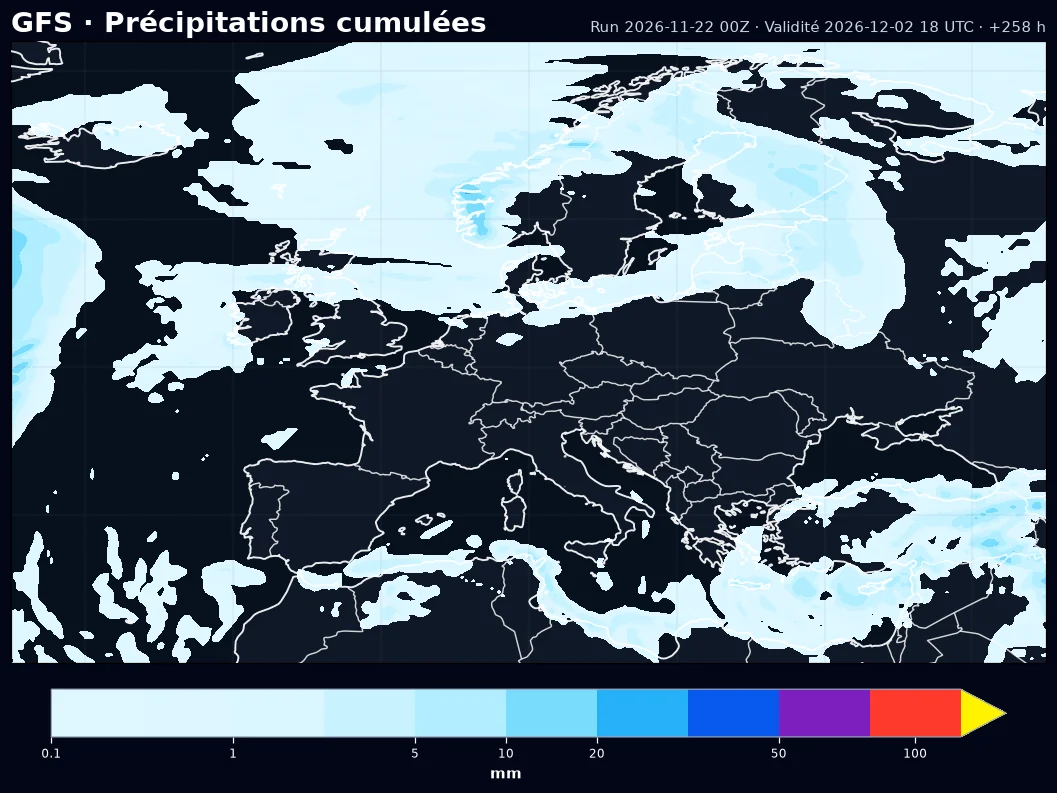 GFS · Précipitations cumulées
Run 2026-11-22 00Z · Validité 2026-12-02 18 UTC · +258 h
0.1 1 5 10 20 50 100
mm